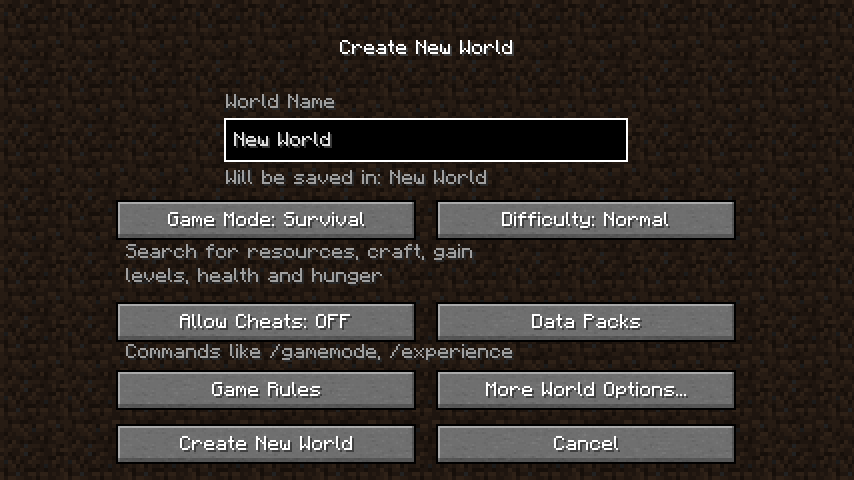 Create New World
World Name
New World
Will be saved in: New World
Game Mode: Survival
Difficulty: Normal
Search for resources, craft, gain
levels, health and hunger
Allow Cheats: OFF
Data Packs
Commands like /gamemode, /experience
Game Rules
More World Options...
Create New World
Cancel